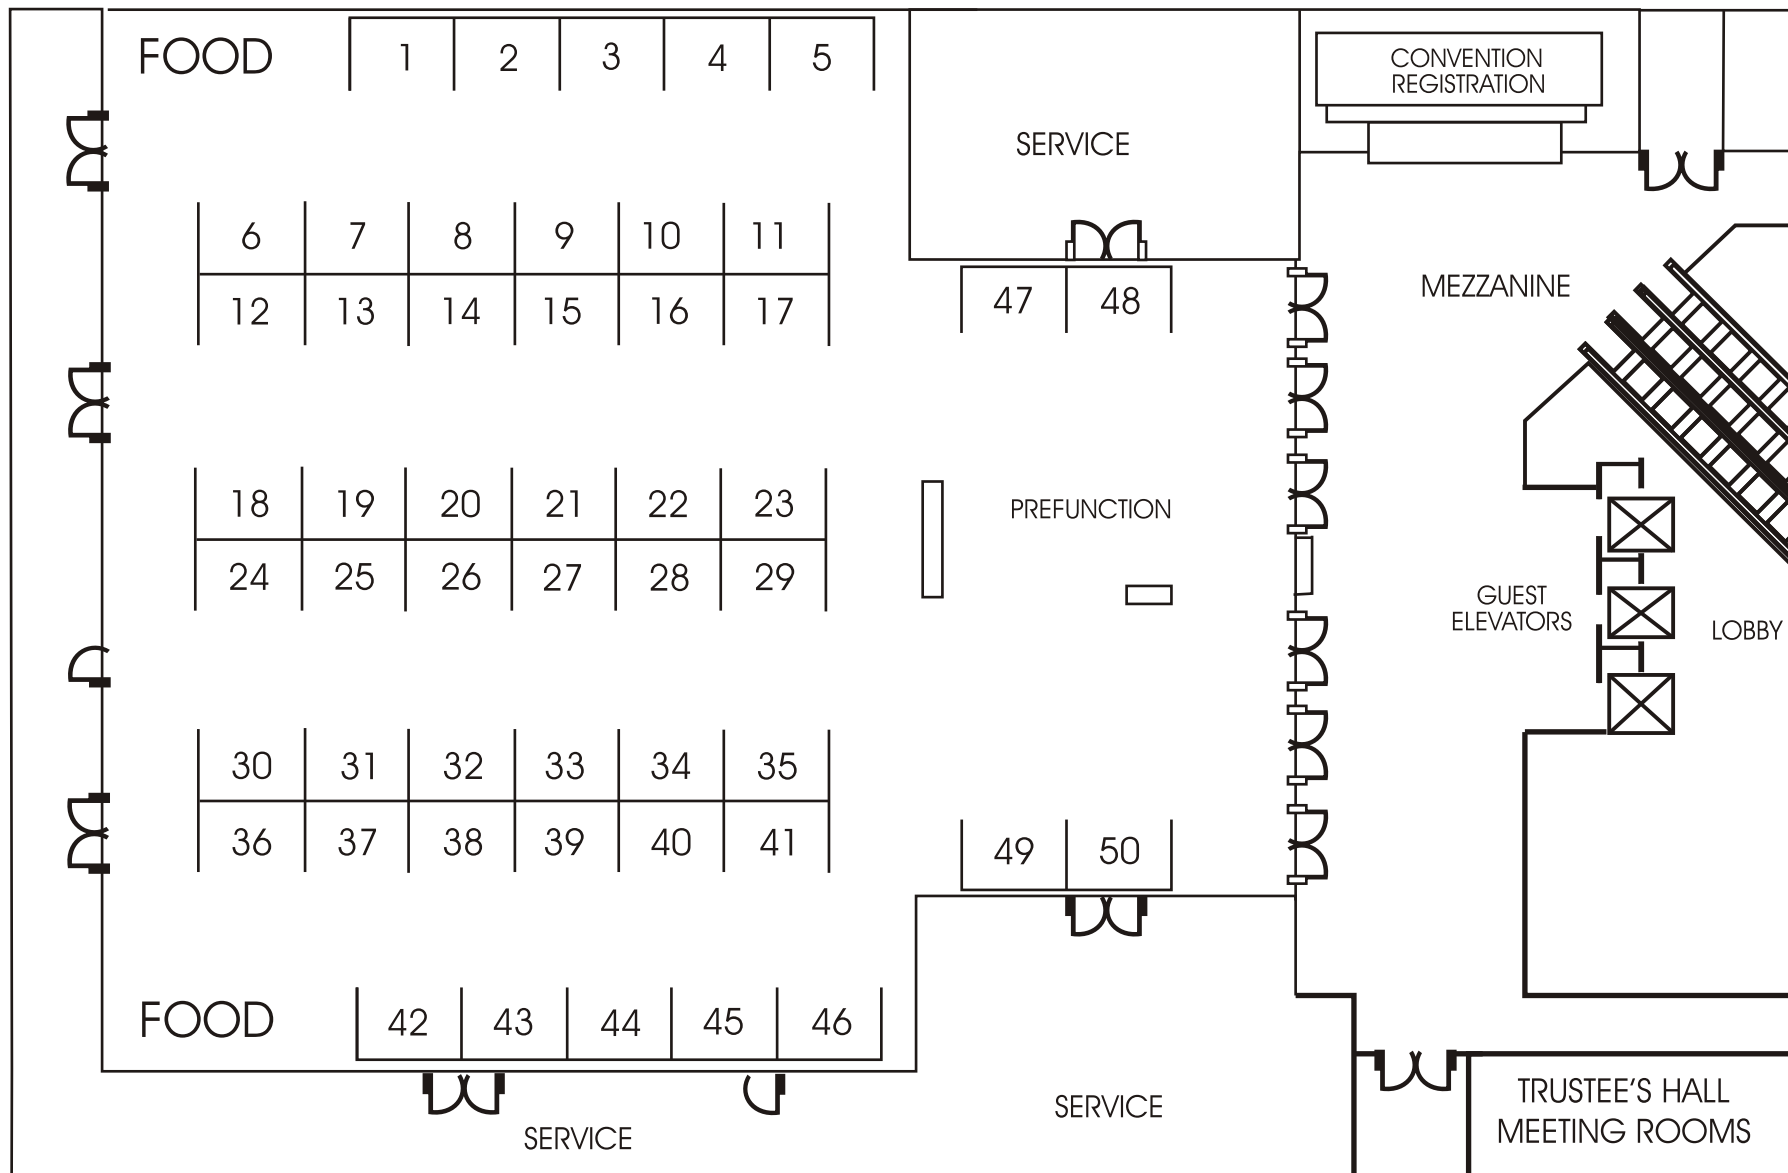 FOOD
1 2 3 4 5
CONVENTION
REGISTRATION
SERVICE
6 7 8 9 10 11
12 13 14 15 16 17
47 48
MEZZANINE
18 19 20 21 22 23
24 25 26 27 28 29
PREFUNCTION
GUEST
ELEVATORS
LOBBY
30 31 32 33 34 35
36 37 38 39 40 41
49 50
FOOD
42 43 44 45 46
SERVICE
SERVICE
TRUSTEE'S HALL
MEETING ROOMS